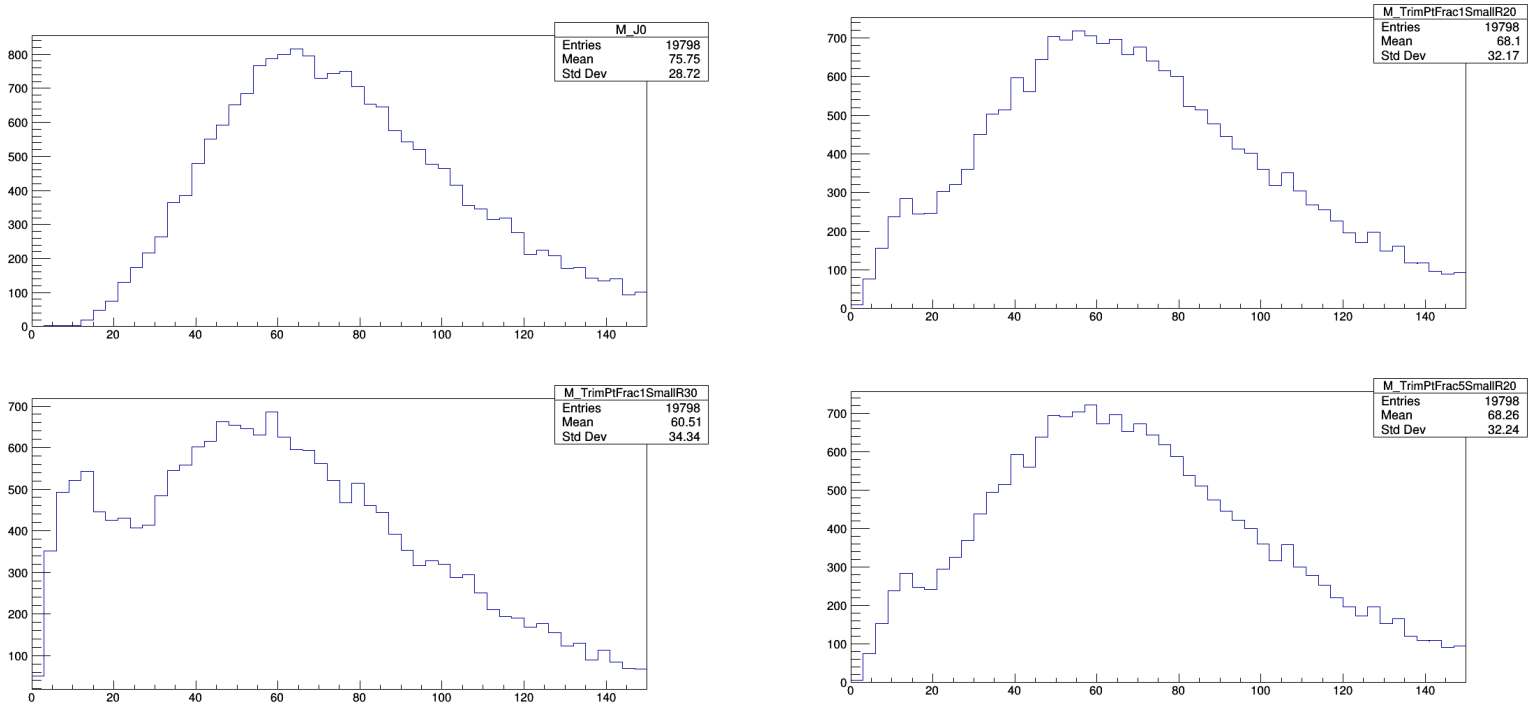 M_J0
Entries 19798
Mean 75.75
Std Dev 28.72
800
700
600
500
400
300
200
100
0
0 20 40 60 80 100 120 140
M_TrimPtFrac1SmallR20
Entries 19798
Mean 68.1
Std Dev 32.17
700
600
500
400
300
200
100
0
0 20 40 60 80 100 120 140
M_TrimPtFrac1SmallR30
Entries 19798
Mean 60.51
Std Dev 34.34
700
600
500
400
300
200
100
0 20 40 60 80 100 120 140
M_TrimPtFrac5SmallR20
Entries 19798
Mean 68.26
Std Dev 32.24
700
600
500
400
300
200
100
0
0 20 40 60 80 100 120 140